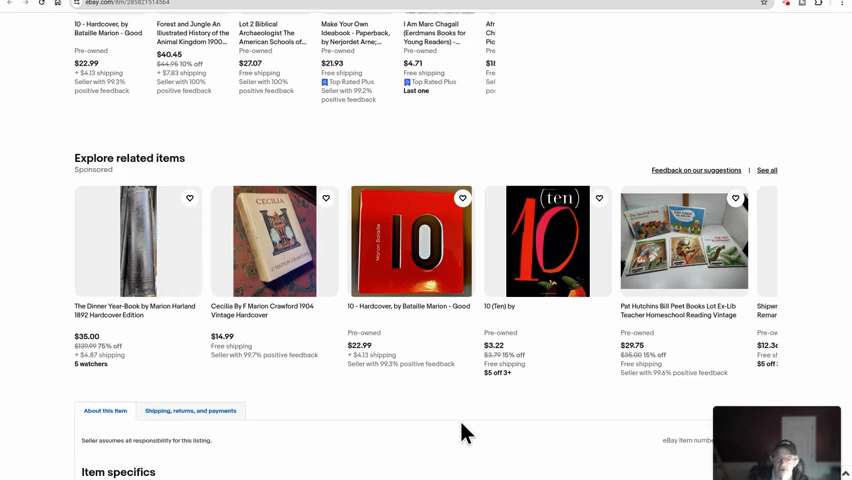 ebay.com/itm/285821514564
10 - Hardcover, by
Bataille Marion - Good
Pre-owned
$22.99
+ $4.13 shipping
Seller with 99.3%
positive feedback
Forest and Jungle An
Illustrated History of the
Animal Kingdom 1900...
$40.45
$44.95 10% off
+ $7.83 shipping
Seller with 100%
positive feedback
Lot 2 Biblical
Archaeologist The
American Schools of...
Pre-owned
$27.07
Free shipping
Seller with 100%
positive feedback
Make Your Own
Ideabook - Paperback,
by Nerjordet Arne;...
Pre-owned
$21.93
Free shipping
Top Rated Plus
Seller with 99.2%
positive feedback
I Am Marc Chagall
(Eerdmans Books for
Young Readers) -...
Pre-owned
$4.71
Free shipping
Top Rated Plus
Last one
Explore related items
Sponsored
Feedback on our suggestions | See all
CECILIA
10
(ten)
10
The Dinner Year-Book by Marion Harland
1892 Hardcover Edition
$35.00
$139.99 75% off
+ $4.87 shipping
5 watchers
Cecilia By F Marion Crawford 1904
Vintage Hardcover
$14.99
Free shipping
Seller with 99.7% positive feedback
10 - Hardcover, by Bataille Marion - Good
Pre-owned
$22.99
+ $4.13 shipping
Seller with 99.3% positive feedback
10 (Ten) by
Pre-owned
$3.22
$3.79 15% off
Free shipping
$5 off 3+
Pat Hutchins Bill Peet Books Lot Ex-Lib
Teacher Homeschool Reading Vintage
Pre-owned
$29.75
$35.00 15% off
Free shipping
Seller with 99.6% positive feedback
About this item
Shipping, returns, and payments
Seller assumes all responsibility for this listing.
eBay item
Item specifics